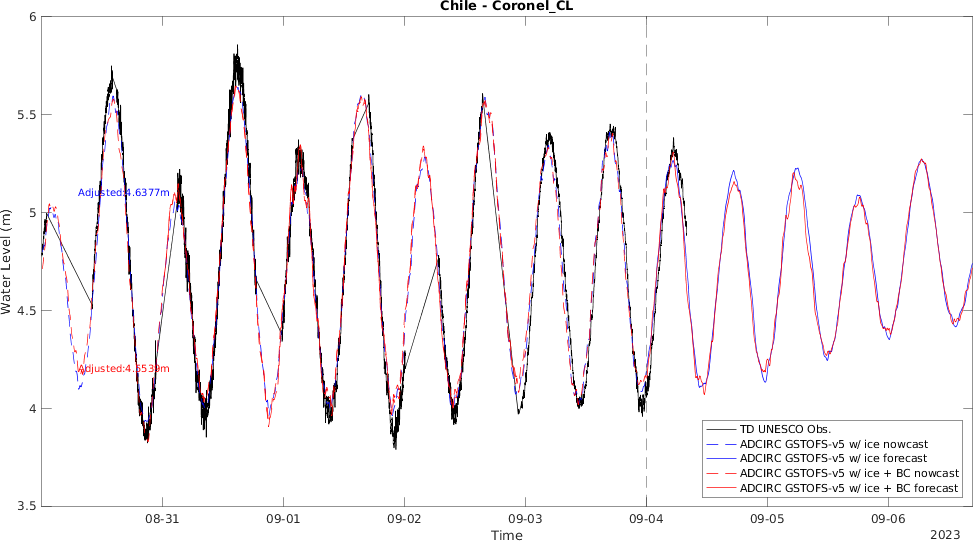 Chile - Coronel_CL
6
5.5
5
4.5
4
3.5
Water Level (m)
Adjusted:4.6377m
Adjusted:4.6539m
TD UNESCO Obs.
ADCIRC GSTOFS-v5 w/ ice nowcast
ADCIRC GSTOFS-v5 w/ ice forecast
ADCIRC GSTOFS-v5 w/ ice + BC nowcast
ADCIRC GSTOFS-v5 w/ ice + BC forecast
08-31
09-01
09-02
09-03
09-04
09-05
09-06
Time
2023